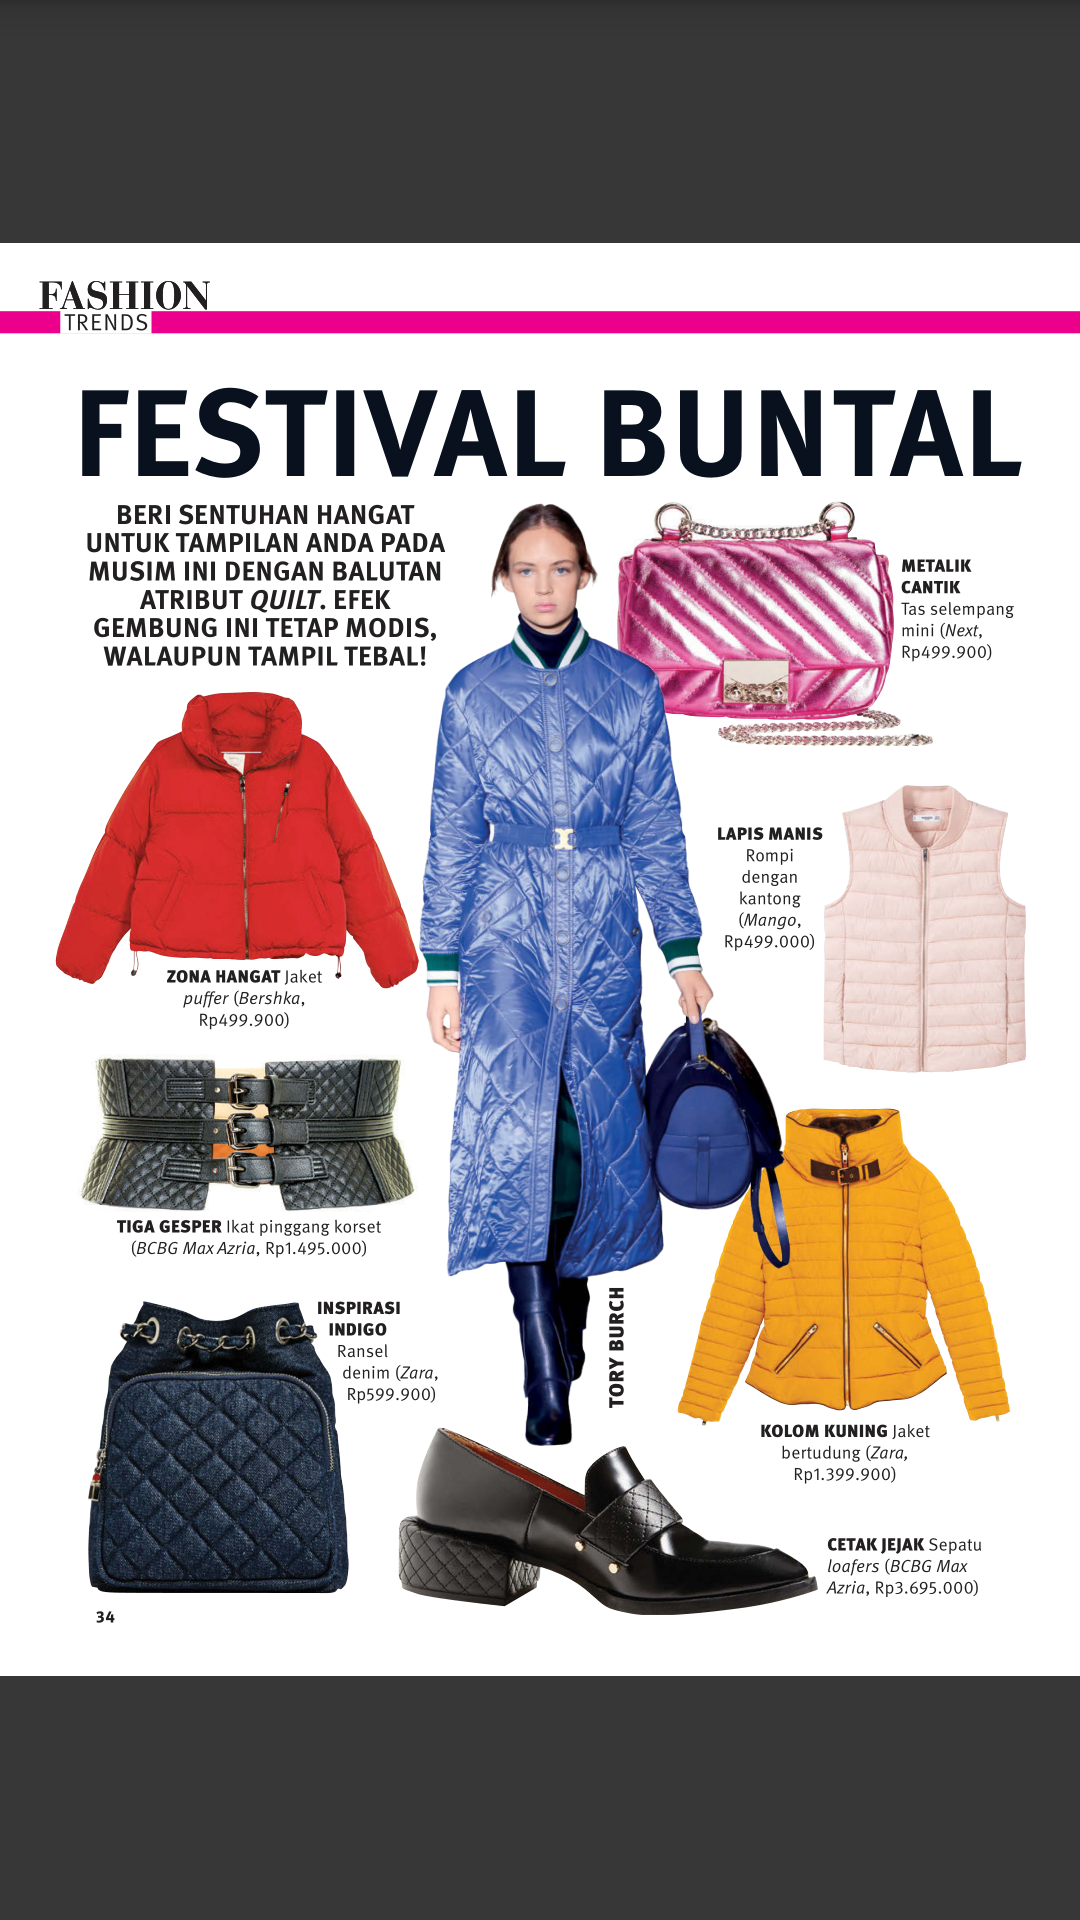 FASHION
TRENDS
FESTIVAL BUNTAL
BERI SENTUHAN HANGAT
UNTUK TAMPILAN ANDA PADA
MUSIM INI DENGAN BALUTAN
ATRIBUT QUILT. EFEK
GEMBUNG INI TETAP MODIS,
WALAUPUN TAMPIL TEBAL!
METALIK
CANTIK
Tas selempang
mini (Next,
Rp499.900)
LAPIS MANIS
Rompi
dengan
kantong
(Mango,
Rp499.000)
ZONA HANGAT Jaket
puffer (Bershka,
Rp499.900)
TIGA GESPER Ikat pinggang korset
(BCBG Max Azria, Rp1.495.000)
INSPIRASI
INDIGO
Ransel
denim (Zara,
Rp599.900)
TORY BURCH
KOLOM KUNING Jaket
bertudung (Zara,
Rp1.399.900)
CETAK JEJAK Sepatu
loafers (BCBG Max
Azria, Rp3.695.000)
34